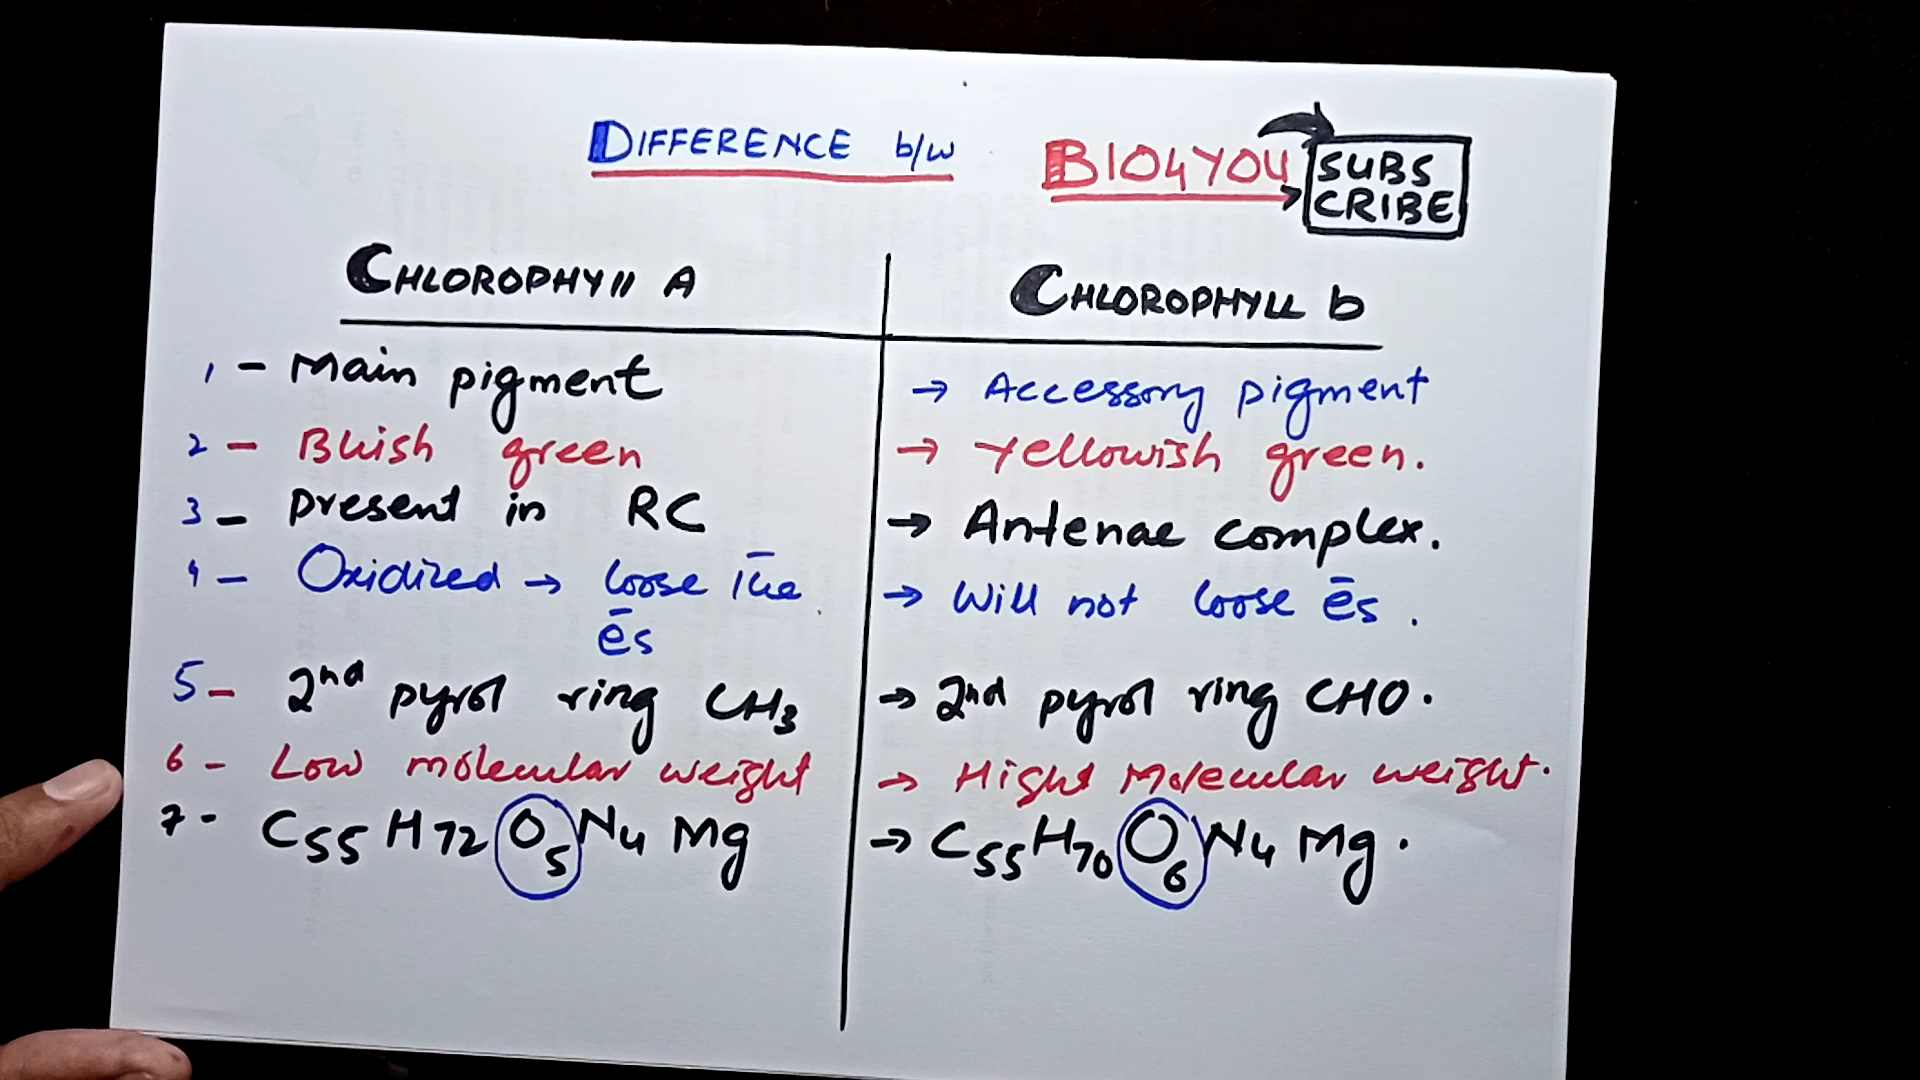 DIFFERENCE b/w
BIO4YOU SUBS
CRIBE
CHLOROPHYll A
CHLOROPHYLL b
1 - Main pigment → Accessory pigment
2 - Bluish green → Yellowish green.
3 - Present in RC → Antenae complex.
4 - Oxidized → loose → Will not loose ēs.
ēs
5 - 2nd pyrol ring CH3 → 2nd pyrol ring CHO.
6 - Low molecular weight → Hight Molecular weight.
7 - C55 H72 O5 N4 Mg → C55 H70 O6 N4 Mg.